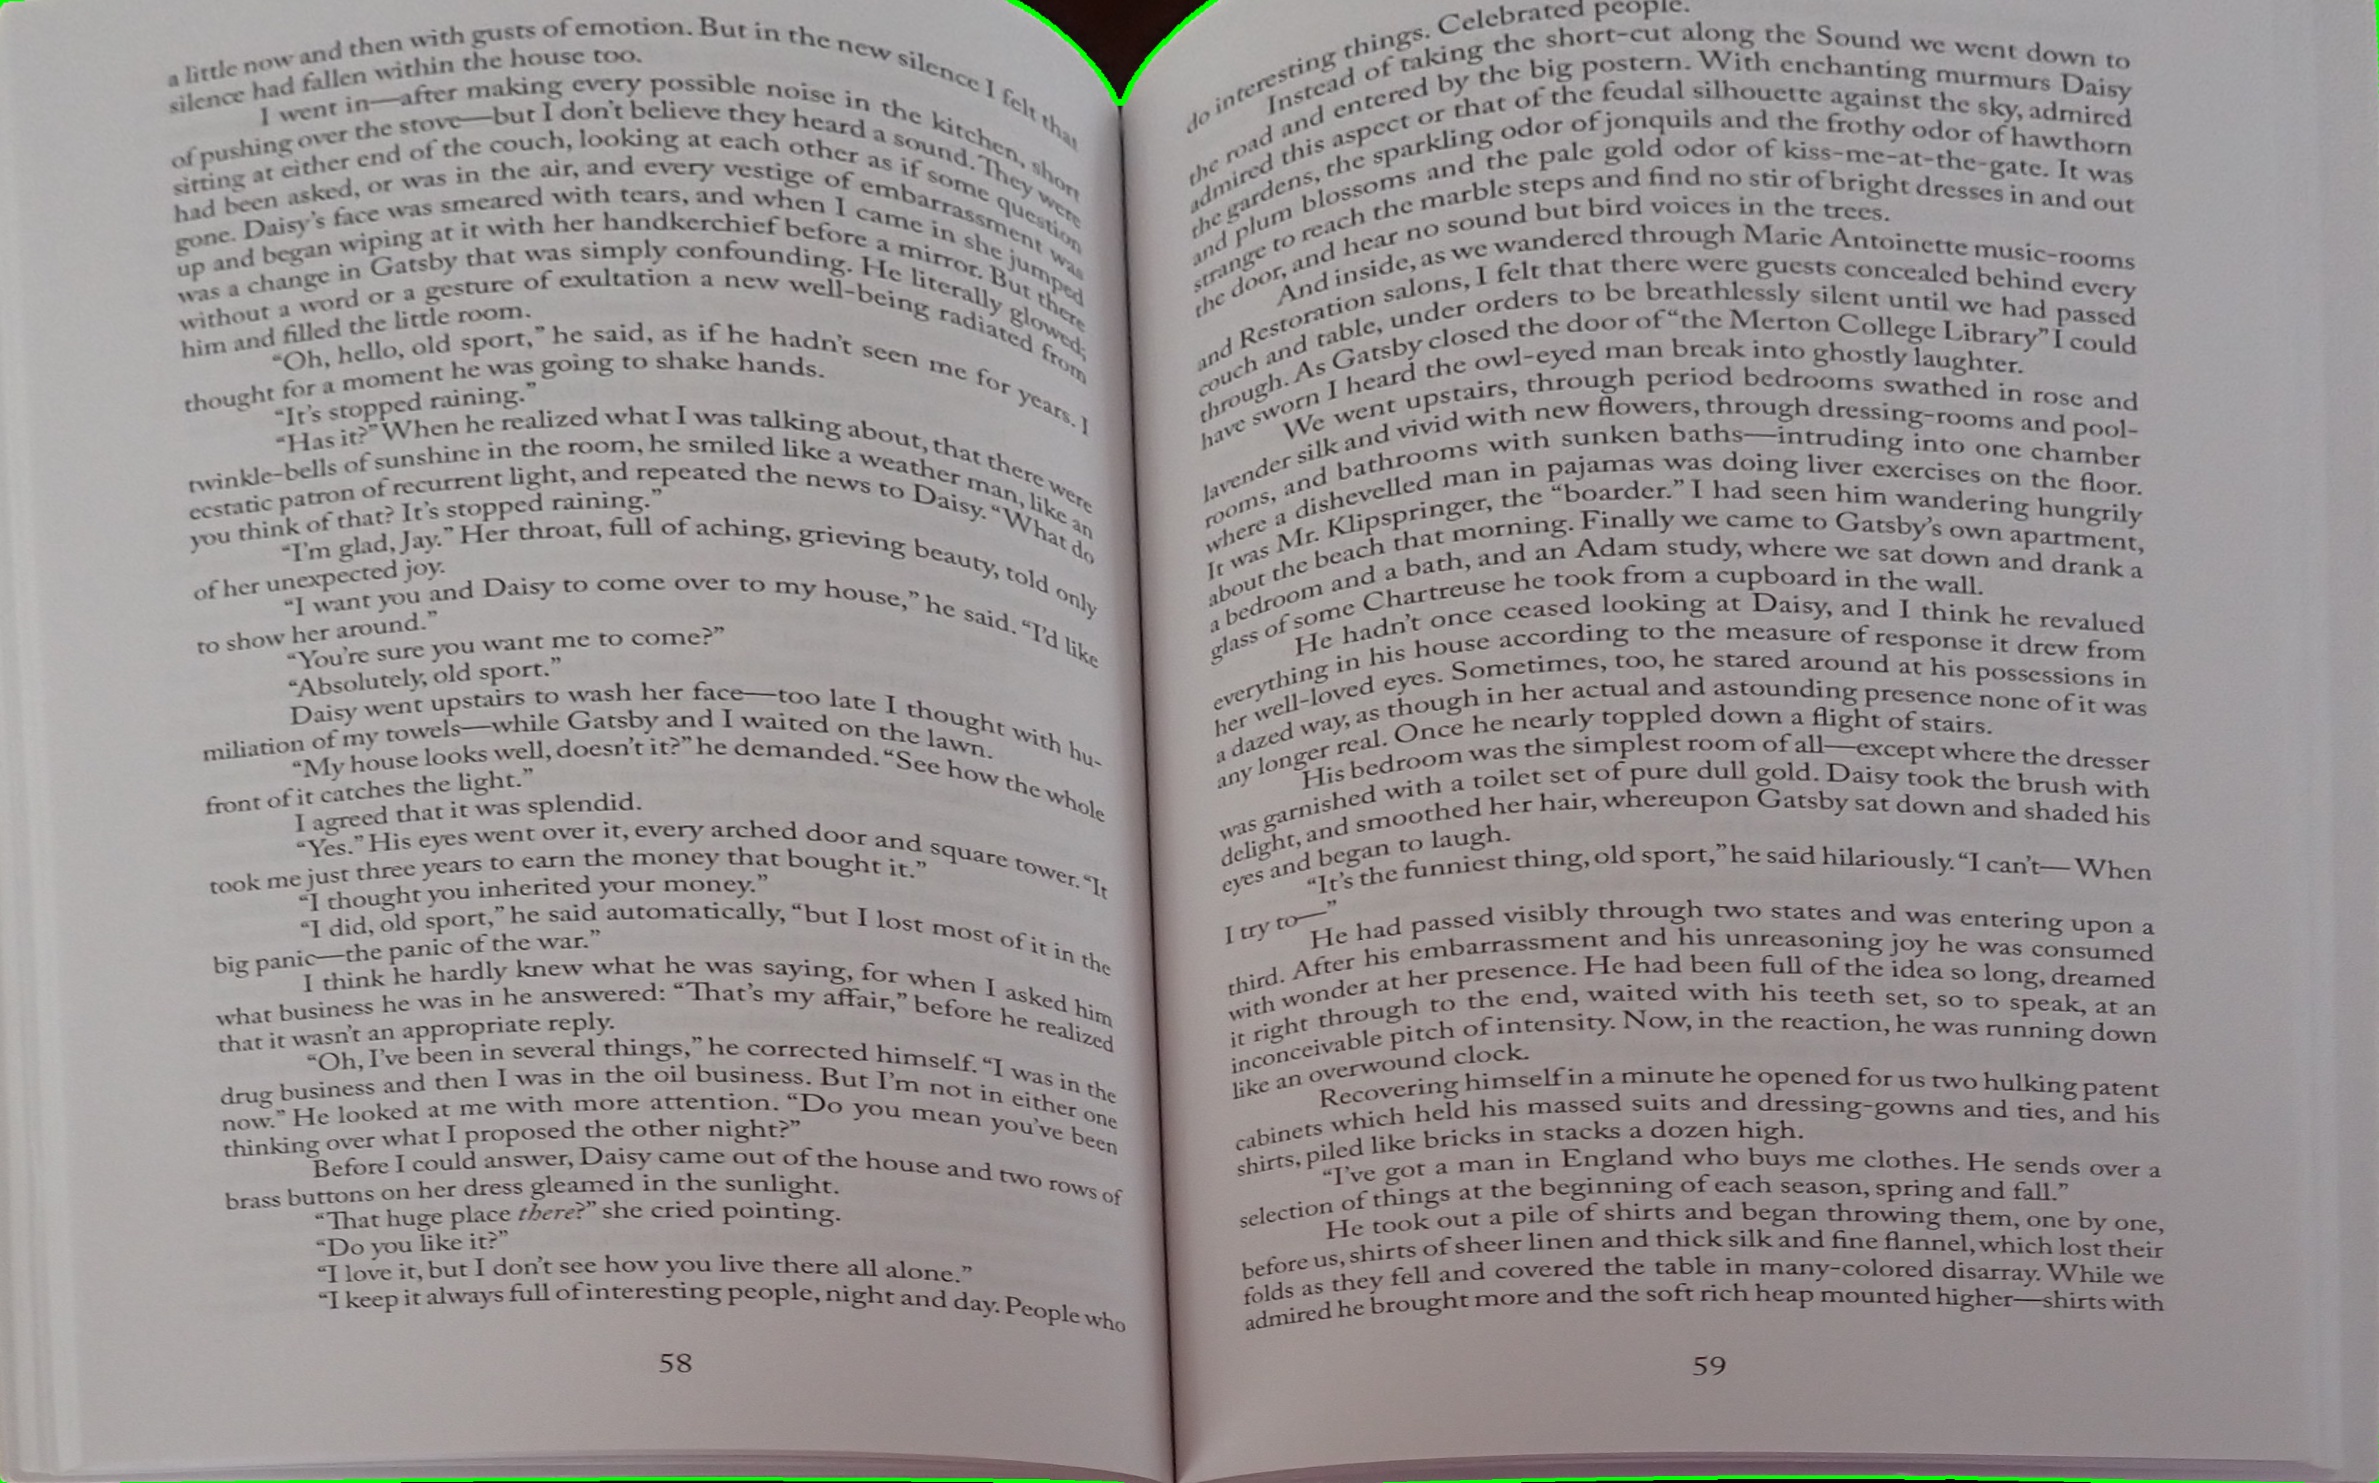 a little now and then with gusts of emotion. But in the new silence I felt that
silence had fallen within the house too.
I went in—after making every possible noise in the kitchen, short
of pushing over the stove—but I don't believe they heard a sound. They were
sitting at either end of the couch, looking at each other as if some question
had been asked, or was in the air, and every vestige of embarrassment was
gone. Daisy's face was smeared with tears, and when I came in she jumped
up and began wiping at it with her handkerchief before a mirror. But there
was a change in Gatsby that was simply confounding. He literally glowed;
without a word or a gesture of exultation a new well-being radiated from
him and filled the little room.
“Oh, hello, old sport,” he said, as if he hadn't seen me for years. I
thought for a moment he was going to shake hands.
“It's stopped raining.”
“Has it?” When he realized what I was talking about, that there were
twinkle-bells of sunshine in the room, he smiled like a weather man, like an
ecstatic patron of recurrent light, and repeated the news to Daisy. “What do
you think of that? It's stopped raining.”
“I'm glad, Jay.” Her throat, full of aching, grieving beauty, told only
of her unexpected joy.
“I want you and Daisy to come over to my house,” he said. “I'd like
to show her around.”
“You're sure you want me to come?”
“Absolutely, old sport.”
Daisy went upstairs to wash her face—too late I thought with hu-
miliation of my towels—while Gatsby and I waited on the lawn.
“My house looks well, doesn't it?” he demanded. “See how the whole
front of it catches the light.”
I agreed that it was splendid.
“Yes.” His eyes went over it, every arched door and square tower. “It
took me just three years to earn the money that bought it.”
“I thought you inherited your money.”
“I did, old sport,” he said automatically, “but I lost most of it in the
big panic—the panic of the war.”
I think he hardly knew what he was saying, for when I asked him
what business he was in he answered: “That's my affair,” before he realized
that it wasn't an appropriate reply.
“Oh, I've been in several things,” he corrected himself. “I was in the
drug business and then I was in the oil business. But I'm not in either one
now.” He looked at me with more attention. “Do you mean you've been
thinking over what I proposed the other night?”
Before I could answer, Daisy came out of the house and two rows of
brass buttons on her dress gleamed in the sunlight.
“That huge place there?” she cried pointing.
“Do you like it?”
“I love it, but I don't see how you live there all alone.”
“I keep it always full of interesting people, night and day. People who
58
do interesting things. Celebrated people.
Instead of taking the short-cut along the Sound we went down to
the road and entered by the big postern. With enchanting murmurs Daisy
admired this aspect or that of the feudal silhouette against the sky, admired
the gardens, the sparkling odor of jonquils and the frothy odor of hawthorn
and plum blossoms and the pale gold odor of kiss-me-at-the-gate. It was
strange to reach the marble steps and find no stir of bright dresses in and out
the door, and hear no sound but bird voices in the trees.
And inside, as we wandered through Marie Antoinette music-rooms
and Restoration salons, I felt that there were guests concealed behind every
couch and table, under orders to be breathlessly silent until we had passed
through. As Gatsby closed the door of “the Merton College Library” I could
have sworn I heard the owl-eyed man break into ghostly laughter.
We went upstairs, through period bedrooms swathed in rose and
lavender silk and vivid with new flowers, through dressing-rooms and pool-
rooms, and bathrooms with sunken baths—intruding into one chamber
where a dishevelled man in pajamas was doing liver exercises on the floor.
It was Mr. Klipspringer, the “boarder.” I had seen him wandering hungrily
about the beach that morning. Finally we came to Gatsby's own apartment,
a bedroom and a bath, and an Adam study, where we sat down and drank a
glass of some Chartreuse he took from a cupboard in the wall.
He hadn't once ceased looking at Daisy, and I think he revalued
everything in his house according to the measure of response it drew from
her well-loved eyes. Sometimes, too, he stared around at his possessions in
a dazed way, as though in her actual and astounding presence none of it was
any longer real. Once he nearly toppled down a flight of stairs.
His bedroom was the simplest room of all—except where the dresser
was garnished with a toilet set of pure dull gold. Daisy took the brush with
delight, and smoothed her hair, whereupon Gatsby sat down and shaded his
eyes and began to laugh.
“It's the funniest thing, old sport,” he said hilariously. “I can't— When
I try to—”
He had passed visibly through two states and was entering upon a
third. After his embarrassment and his unreasoning joy he was consumed
with wonder at her presence. He had been full of the idea so long, dreamed
it right through to the end, waited with his teeth set, so to speak, at an
inconceivable pitch of intensity. Now, in the reaction, he was running down
like an overwound clock.
Recovering himself in a minute he opened for us two hulking patent
cabinets which held his massed suits and dressing-gowns and ties, and his
shirts, piled like bricks in stacks a dozen high.
“I've got a man in England who buys me clothes. He sends over a
selection of things at the beginning of each season, spring and fall.”
He took out a pile of shirts and began throwing them, one by one,
before us, shirts of sheer linen and thick silk and fine flannel, which lost their
folds as they fell and covered the table in many-colored disarray. While we
admired he brought more and the soft rich heap mounted higher—shirts with
59